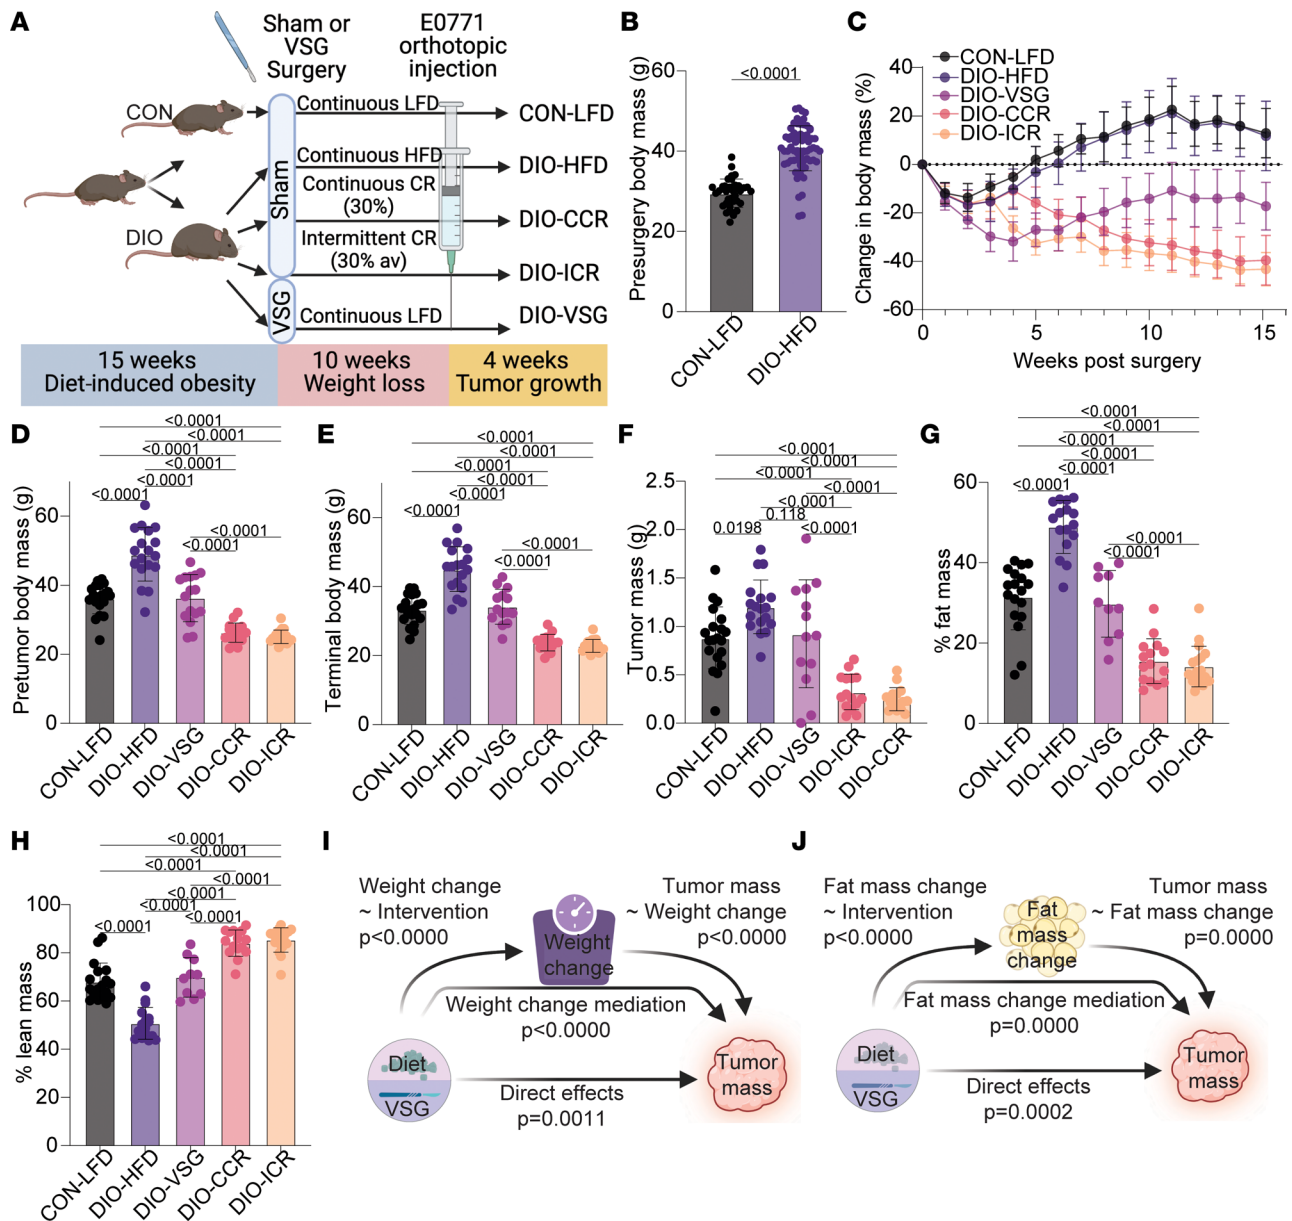 A
Sham or
VSG
Surgery
E0771
orthotopic
injection
CON
DIO
Sham
VSG
Continuous LFD
Continuous HFD
Continuous CR
(30%)
Intermittent CR
(30% av)
Continuous LFD
CON-LFD
DIO-HFD
DIO-CCR
DIO-ICR
DIO-VSG
15 weeks
Diet-induced obesity
10 weeks
Weight loss
4 weeks
Tumor growth
B
Presurgery body mass (g)
60
40
20
0
<0.0001
CON-LFD
DIO-HFD
C
CON-LFD
DIO-HFD
DIO-VSG
DIO-CCR
DIO-ICR
Change in body mass (%)
40
20
0
-20
-40
-60
0
5
10
15
Weeks post surgery
D
<0.0001
<0.0001
<0.0001
<0.0001
<0.0001
<0.0001
<0.0001
<0.0001
Pretumor body mass (g)
60
40
20
0
CON-LFD
DIO-HFD
DIO-VSG
DIO-CCR
DIO-ICR
E
<0.0001
<0.0001
<0.0001
<0.0001
<0.0001
<0.0001
<0.0001
<0.0001
Terminal body mass (g)
60
40
20
0
CON-LFD
DIO-HFD
DIO-VSG
DIO-CCR
DIO-ICR
F
<0.0001
<0.0001
<0.0001
<0.0001
<0.0001
0.118
0.0198
<0.0001
Tumor mass (g)
2.5
2.0
1.5
1.0
0.5
0.0
CON-LFD
DIO-HFD
DIO-VSG
DIO-ICR
DIO-CCR
G
<0.0001
<0.0001
<0.0001
<0.0001
<0.0001
<0.0001
<0.0001
<0.0001
% fat mass
60
40
20
0
CON-LFD
DIO-HFD
DIO-VSG
DIO-CCR
DIO-ICR
H
<0.0001
<0.0001
<0.0001
<0.0001
<0.0001
<0.0001
<0.0001
<0.0001
% lean mass
100
80
60
40
20
0
CON-LFD
DIO-HFD
DIO-VSG
DIO-CCR
DIO-ICR
I
Weight change
~ Intervention
p<0.0000
Weight
change
Tumor mass
~ Weight change
p<0.0000
Weight change mediation
p<0.0000
Diet
VSG
Direct effects
p=0.0011
Tumor
mass
J
Fat mass change
~ Intervention
p<0.0000
Fat
mass
change
Tumor mass
~ Fat mass change
p=0.0000
Fat mass change mediation
p=0.0000
Diet
VSG
Direct effects
p=0.0002
Tumor
mass